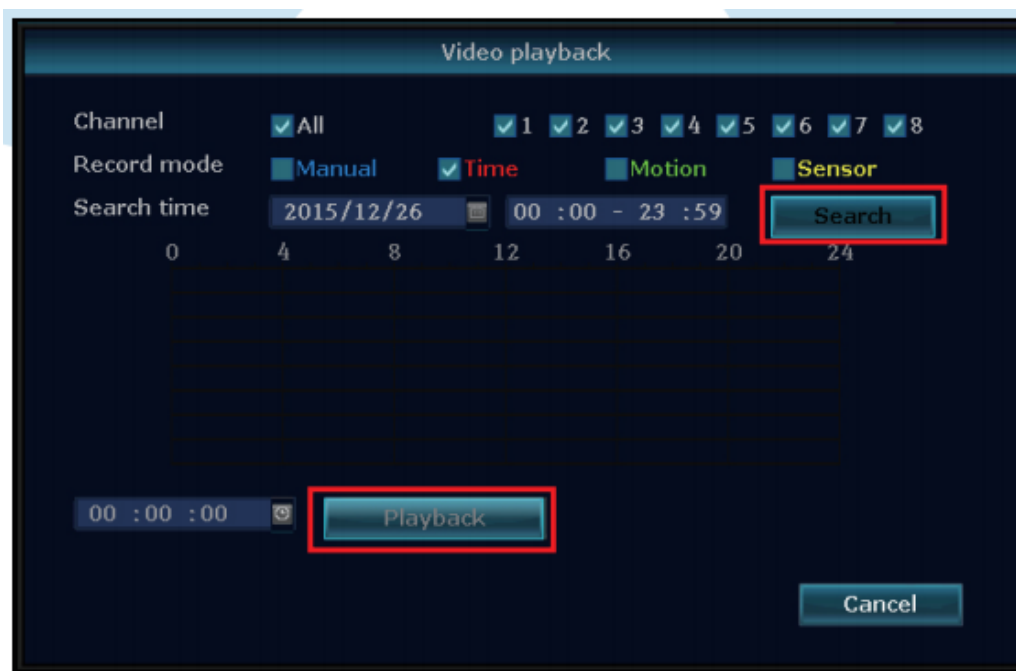 Video playback
Channel All 1 2 3 4 5 6 7 8
Record mode Manual Time Motion Sensor
Search time 2015/12/26 00 :00 - 23 :59 Search
0 4 8 12 16 20 24
00 :00 :00 Playback
Cancel